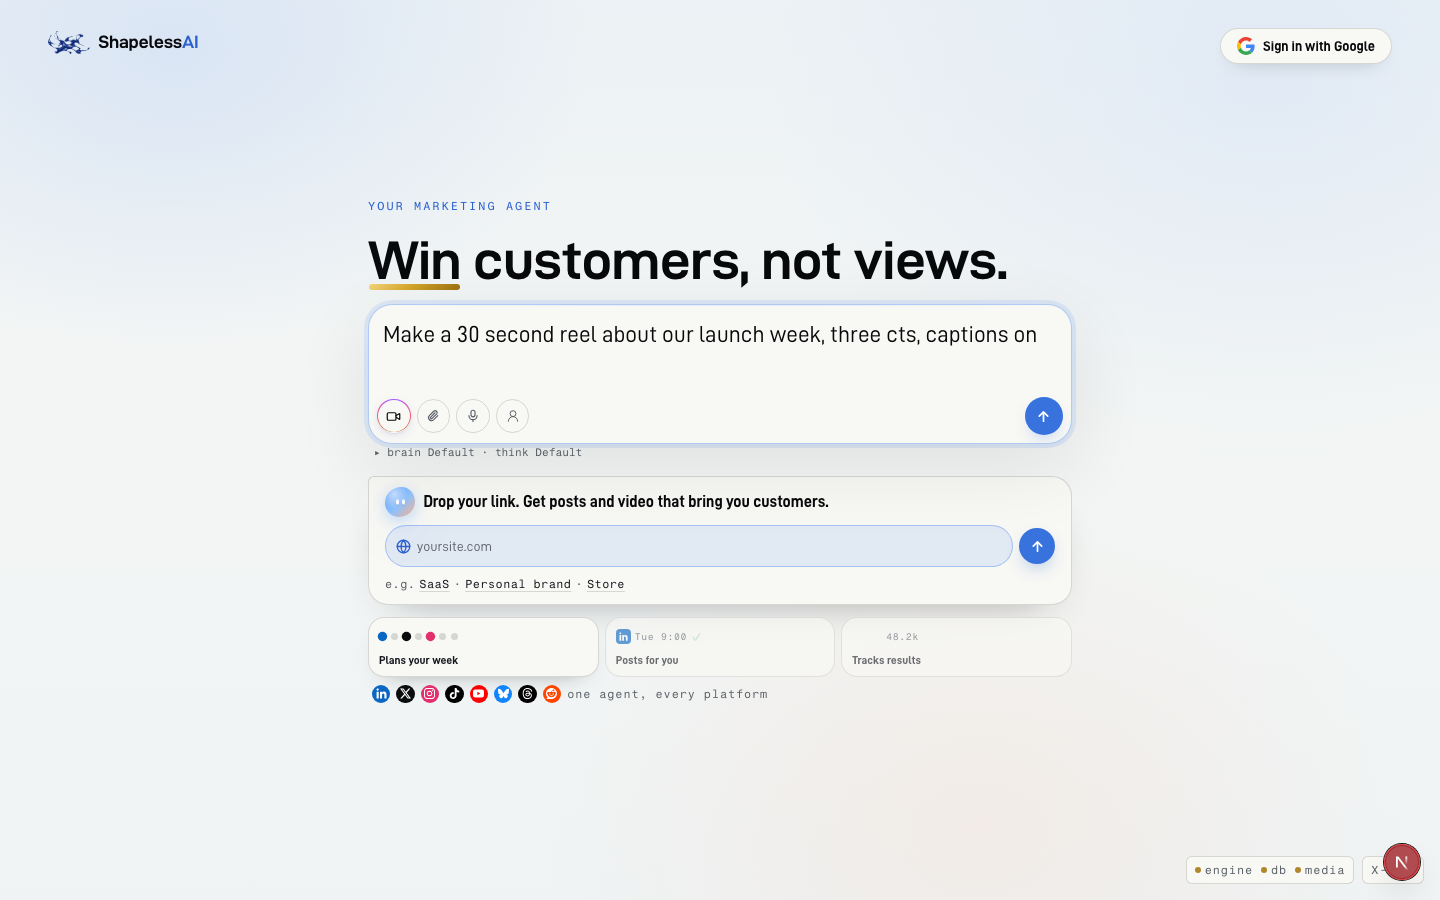 ShapelessAI
Sign in with Google
YOUR MARKETING AGENT
Win customers, not views.
Make a 30 second reel about our launch week, three cts, captions on
▸ brain Default · think Default
Drop your link. Get posts and video that bring you customers.
yoursite.com
e.g. SaaS · Personal brand · Store
in Tue 9:00 ✓
48.2k
Plans your week
Posts for you
Tracks results
one agent, every platform
engine db media
X-
N